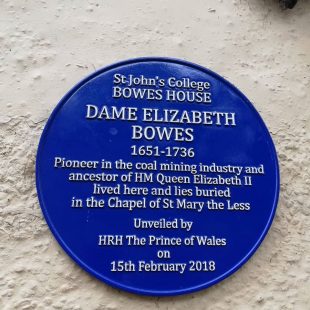 St John's College
BOWES HOUSE
DAME ELIZABETH
BOWES
1651-1736
Pioneer in the coal mining industry and
ancestor of HM Queen Elizabeth II
lived here and lies buried
in the Chapel of St Mary the Less
Unveiled by
HRH The Prince of Wales
on
15th February 2018